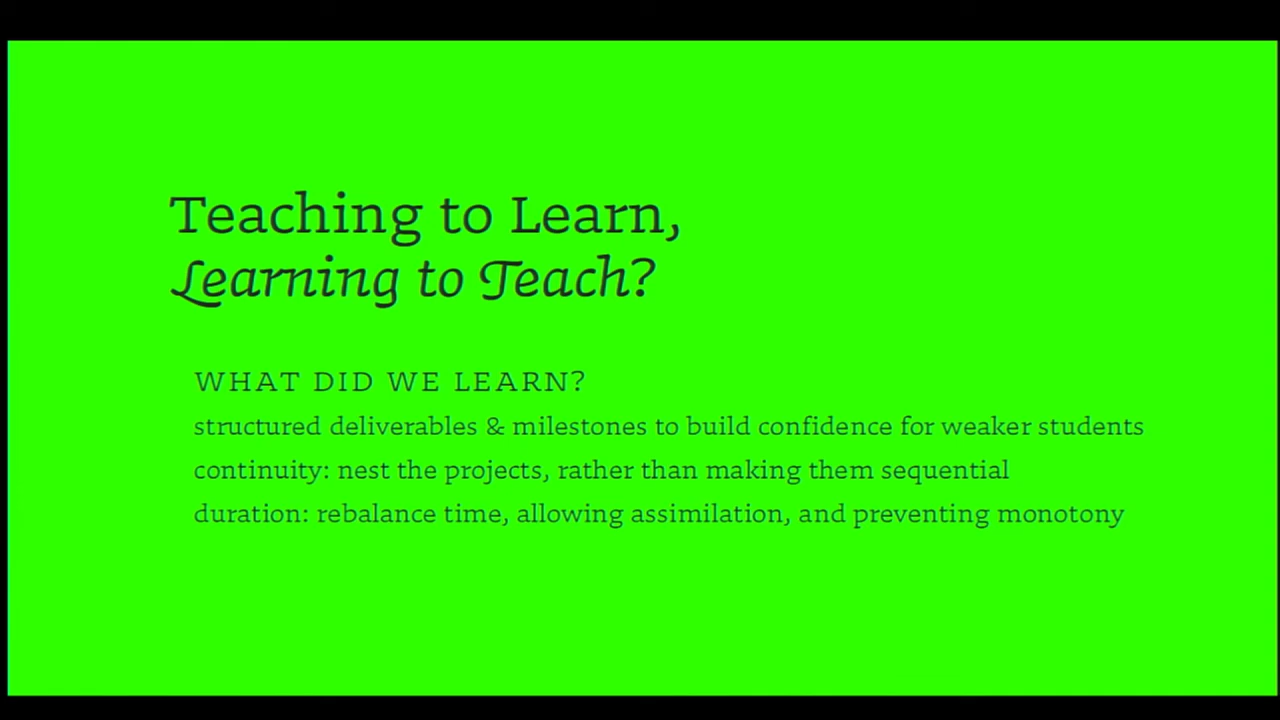 Teaching to Learn,
Learning to Teach?
WHAT DID WE LEARN?
structured deliverables & milestones to build confidence for weaker students
continuity: nest the projects, rather than making them sequential
duration: rebalance time, allowing assimilation, and preventing monotony